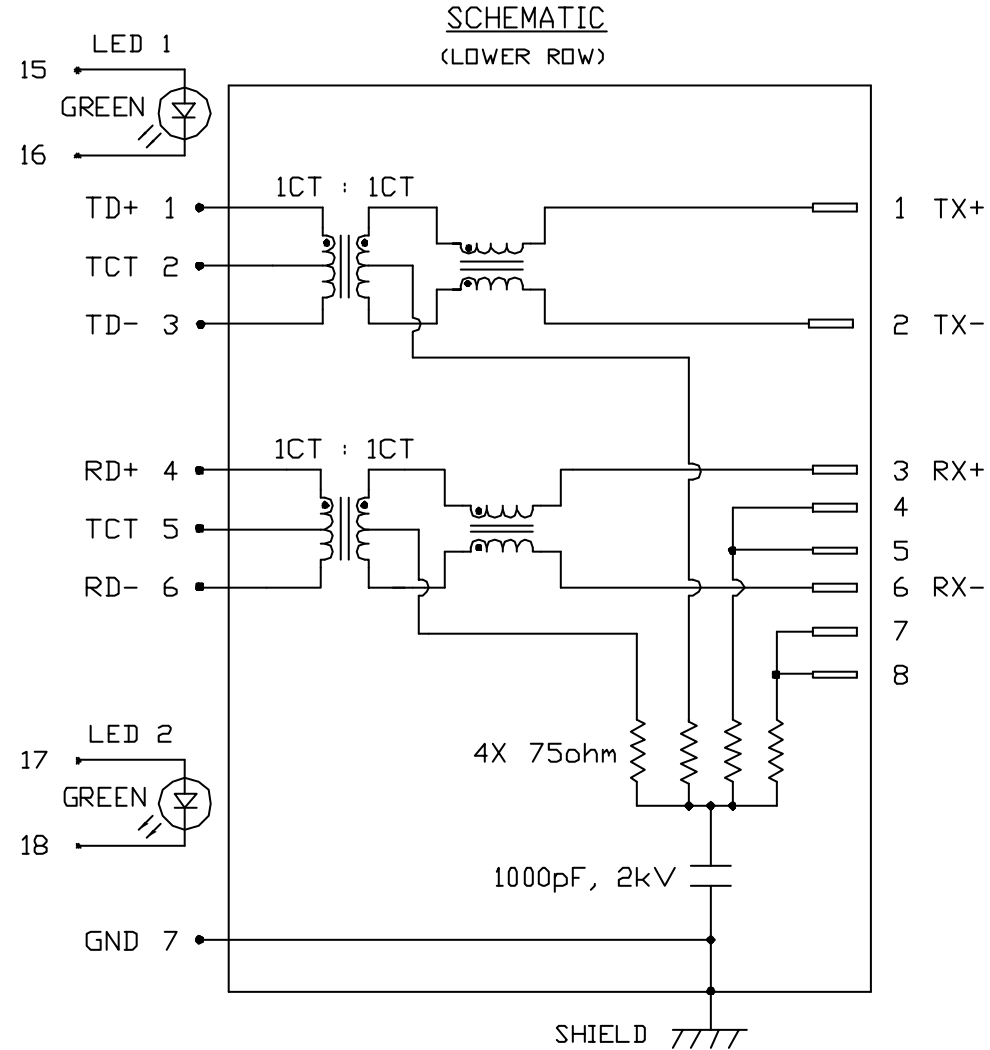 SCHEMATIC
(LOWER ROW)
LED 1
15
GREEN
16
1CT : 1CT
TD+ 1
1 TX+
TCT 2
TD- 3
2 TX-
1CT : 1CT
RD+ 4
3 RX+
4
TCT 5
5
RD- 6
6 RX-
7
8
LED 2
17
4X 75ohm
GREEN
18
1000pF, 2kV
GND 7
SHIELD